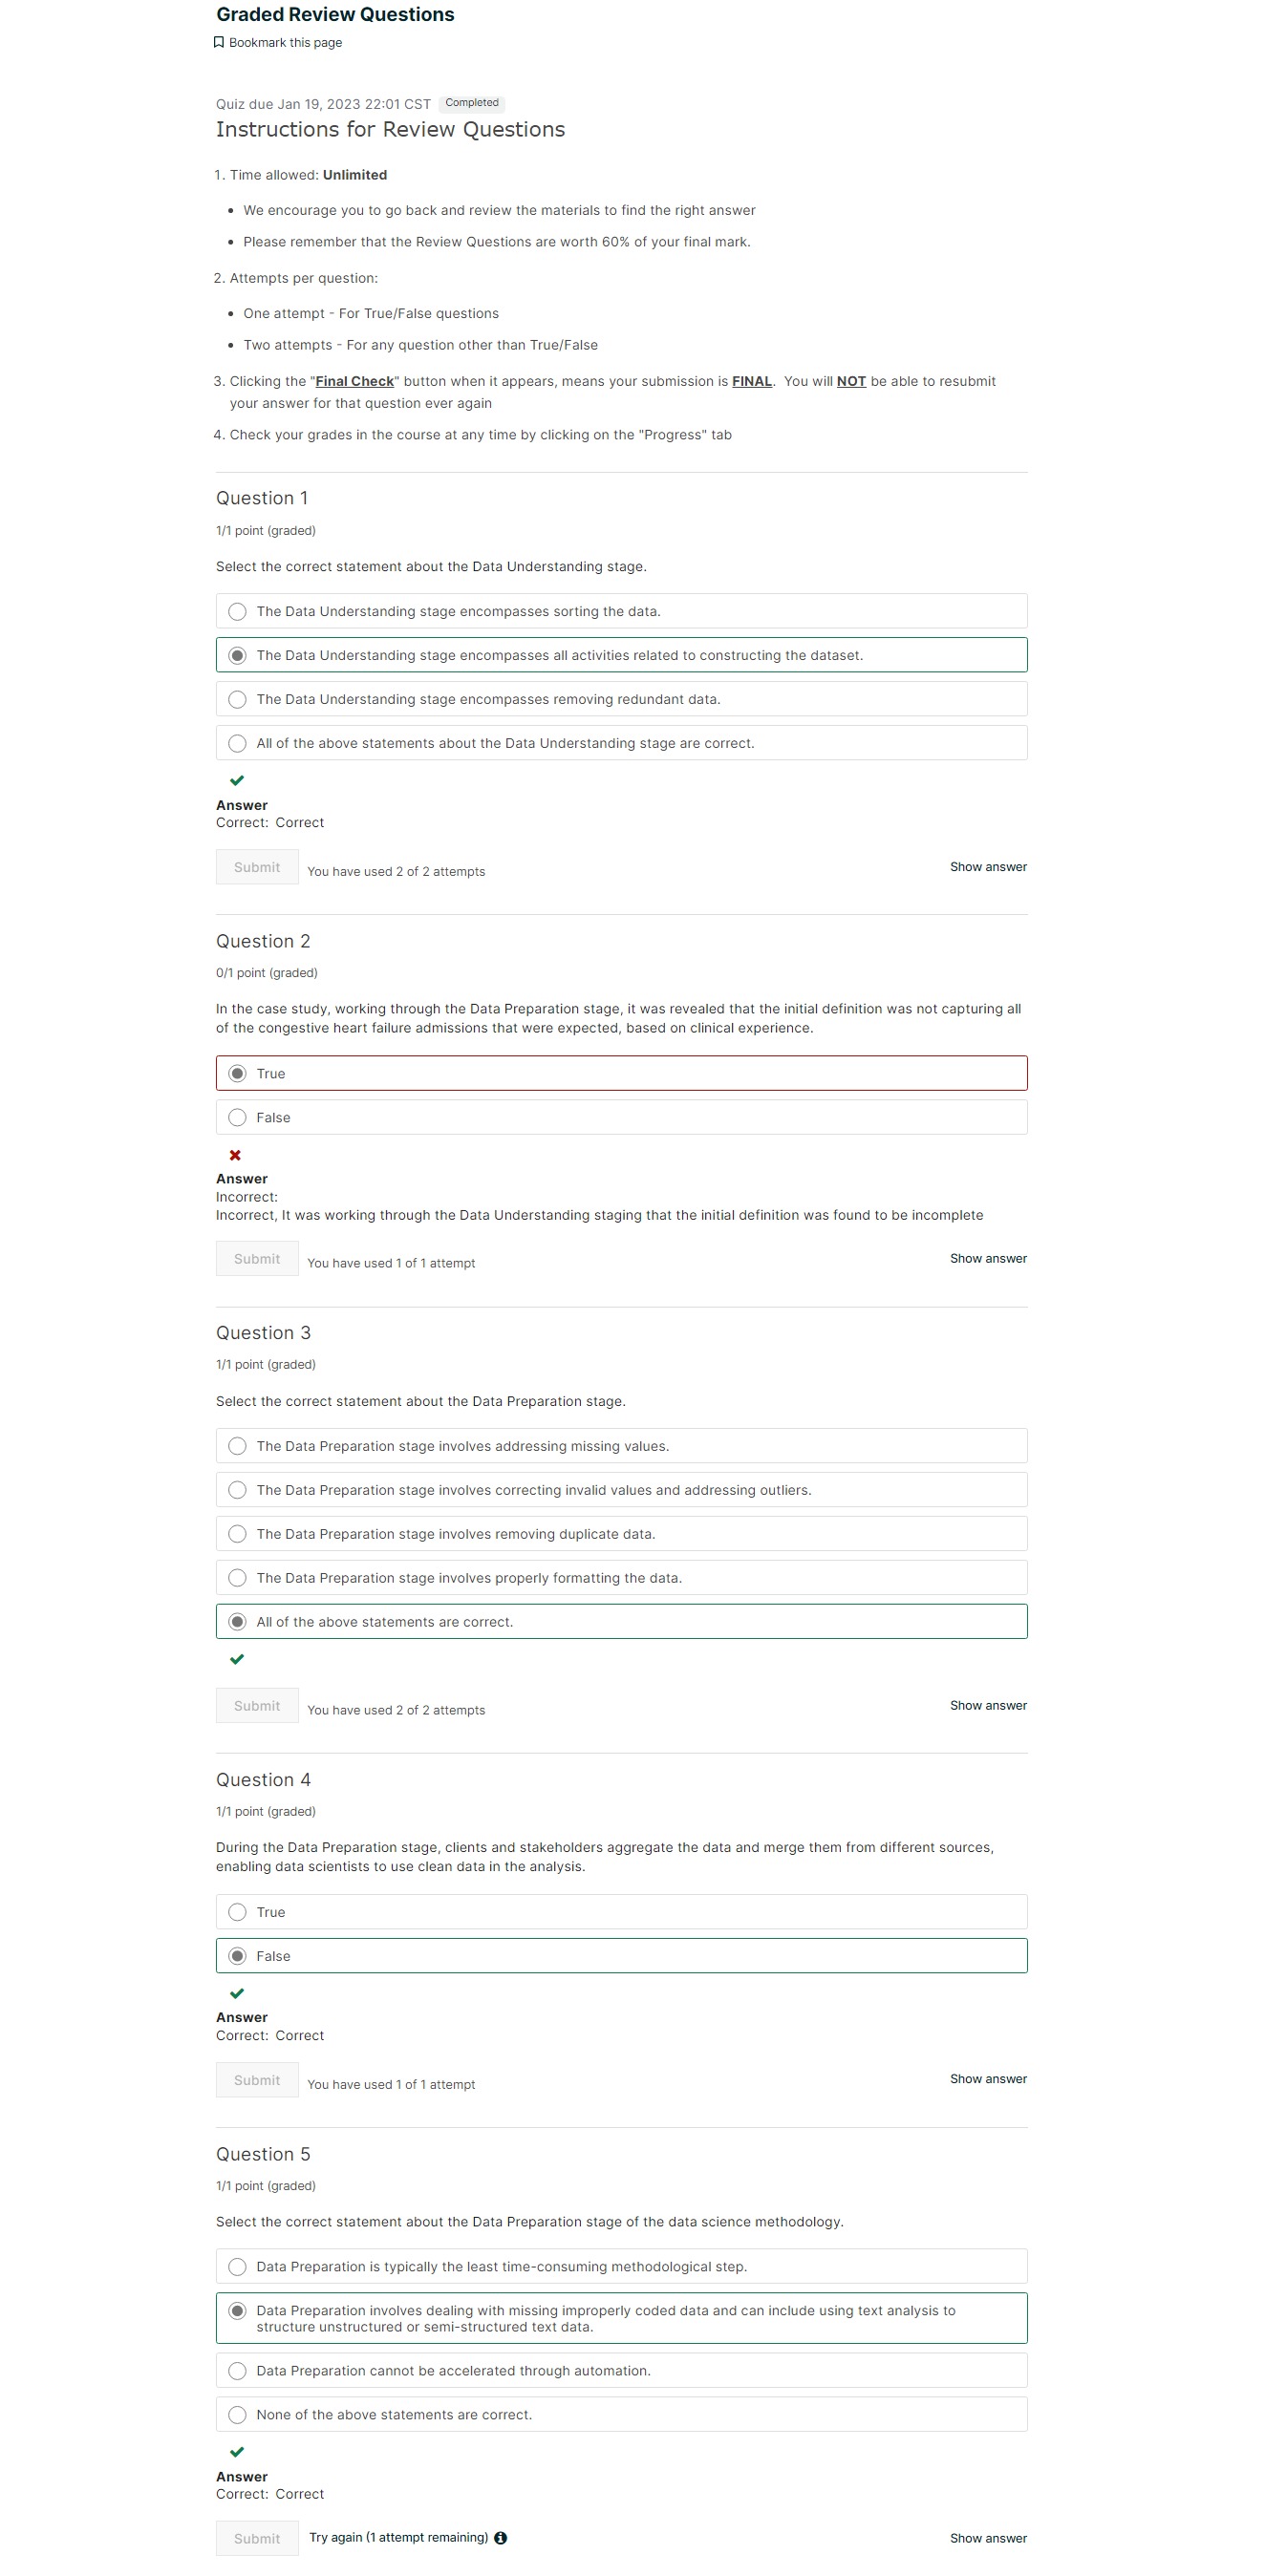 Graded Review Questions
Bookmark this page
Quiz due Jan 19, 2023 22:01 CST Completed
Instructions for Review Questions
1. Time allowed: Unlimited
• We encourage you to go back and review the materials to find the right answer
• Please remember that the Review Questions are worth 60% of your final mark.
2. Attempts per question:
• One attempt - For True/False questions
• Two attempts - For any question other than True/False
3. Clicking the "Final Check" button when it appears, means your submission is FINAL. You will NOT be able to resubmit
your answer for that question ever again
4. Check your grades in the course at any time by clicking on the "Progress" tab
Question 1
1/1 point (graded)
Select the correct statement about the Data Understanding stage.
The Data Understanding stage encompasses sorting the data.
The Data Understanding stage encompasses all activities related to constructing the dataset.
The Data Understanding stage encompasses removing redundant data.
All of the above statements about the Data Understanding stage are correct.
Answer
Correct: Correct
Submit You have used 2 of 2 attempts Show answer
Question 2
0/1 point (graded)
In the case study, working through the Data Preparation stage, it was revealed that the initial definition was not capturing all
of the congestive heart failure admissions that were expected, based on clinical experience.
True
False
Answer
Incorrect:
Incorrect, It was working through the Data Understanding staging that the initial definition was found to be incomplete
Submit You have used 1 of 1 attempt Show answer
Question 3
1/1 point (graded)
Select the correct statement about the Data Preparation stage.
The Data Preparation stage involves addressing missing values.
The Data Preparation stage involves correcting invalid values and addressing outliers.
The Data Preparation stage involves removing duplicate data.
The Data Preparation stage involves properly formatting the data.
All of the above statements are correct.
Submit You have used 2 of 2 attempts Show answer
Question 4
1/1 point (graded)
During the Data Preparation stage, clients and stakeholders aggregate the data and merge them from different sources,
enabling data scientists to use clean data in the analysis.
True
False
Answer
Correct: Correct
Submit You have used 1 of 1 attempt Show answer
Question 5
1/1 point (graded)
Select the correct statement about the Data Preparation stage of the data science methodology.
Data Preparation is typically the least time-consuming methodological step.
Data Preparation involves dealing with missing improperly coded data and can include using text analysis to
structure unstructured or semi-structured text data.
Data Preparation cannot be accelerated through automation.
None of the above statements are correct.
Answer
Correct: Correct
Submit Try again (1 attempt remaining) Show answer